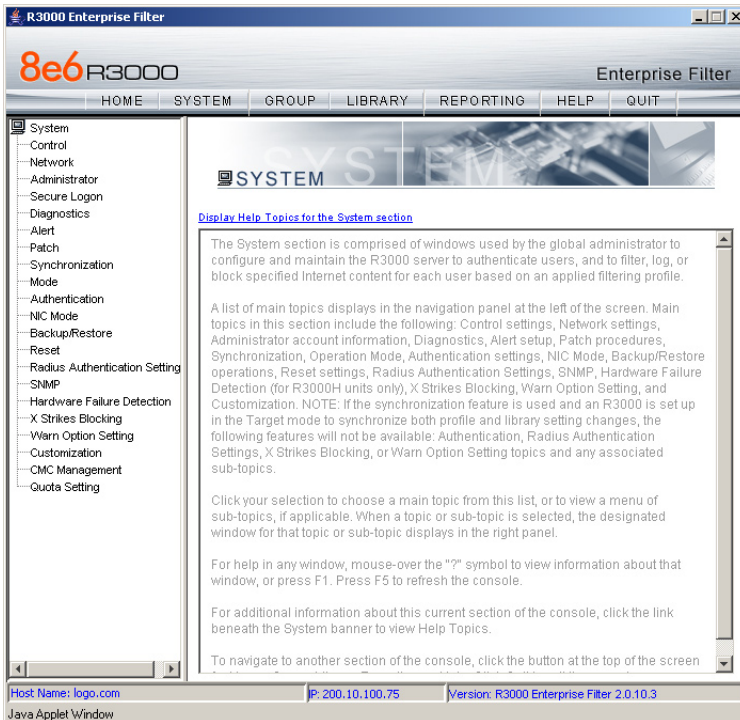 R3000 Enterprise Filter
8e6 R3000
Enterprise Filter
HOME SYSTEM GROUP LIBRARY REPORTING HELP QUIT
System
Control
Network
Administrator
Secure Logon
Diagnostics
Alert
Patch
Synchronization
Mode
Authentication
NIC Mode
Backup/Restore
Reset
Radius Authentication Setting
SNMP
Hardware Failure Detection
X Strikes Blocking
Warn Option Setting
Customization
CMC Management
Quota Setting
SYSTEM
SYSTEM
Display Help Topics for the System section
The System section is comprised of windows used by the global administrator to
configure and maintain the R3000 server to authenticate users, and to filter, log, or
block specified Internet content for each user based on an applied filtering profile.
A list of main topics displays in the navigation panel at the left of the screen. Main
topics in this section include the following: Control settings, Network settings,
Administrator account information, Diagnostics, Alert setup, Patch procedures,
Synchronization, Operation Mode, Authentication settings, NIC Mode, Backup/Restore
operations, Reset settings, Radius Authentication Settings, SNMP, Hardware Failure
Detection (for R3000H units only), X Strikes Blocking, Warn Option Setting, and
Customization. NOTE: If the synchronization feature is used and an R3000 is set up
in the Target mode to synchronize both profile and library setting changes, the
following features will not be available: Authentication, Radius Authentication
Settings, X Strikes Blocking, or Warn Option Setting topics and any associated
sub-topics.
Click your selection to choose a main topic from this list, or to view a menu of
sub-topics, if applicable. When a topic or sub-topic is selected, the designated
window for that topic or sub-topic displays in the right panel.
For help in any window, mouse-over the "?" symbol to view information about that
window, or press F1. Press F5 to refresh the console.
For additional information about this current section of the console, click the link
beneath the System banner to view Help Topics.
To navigate to another section of the console, click the button at the top of the screen
Host Name: logo.com
IP: 200.10.100.75
Version: R3000 Enterprise Filter 2.0.10.3
Java Applet Window